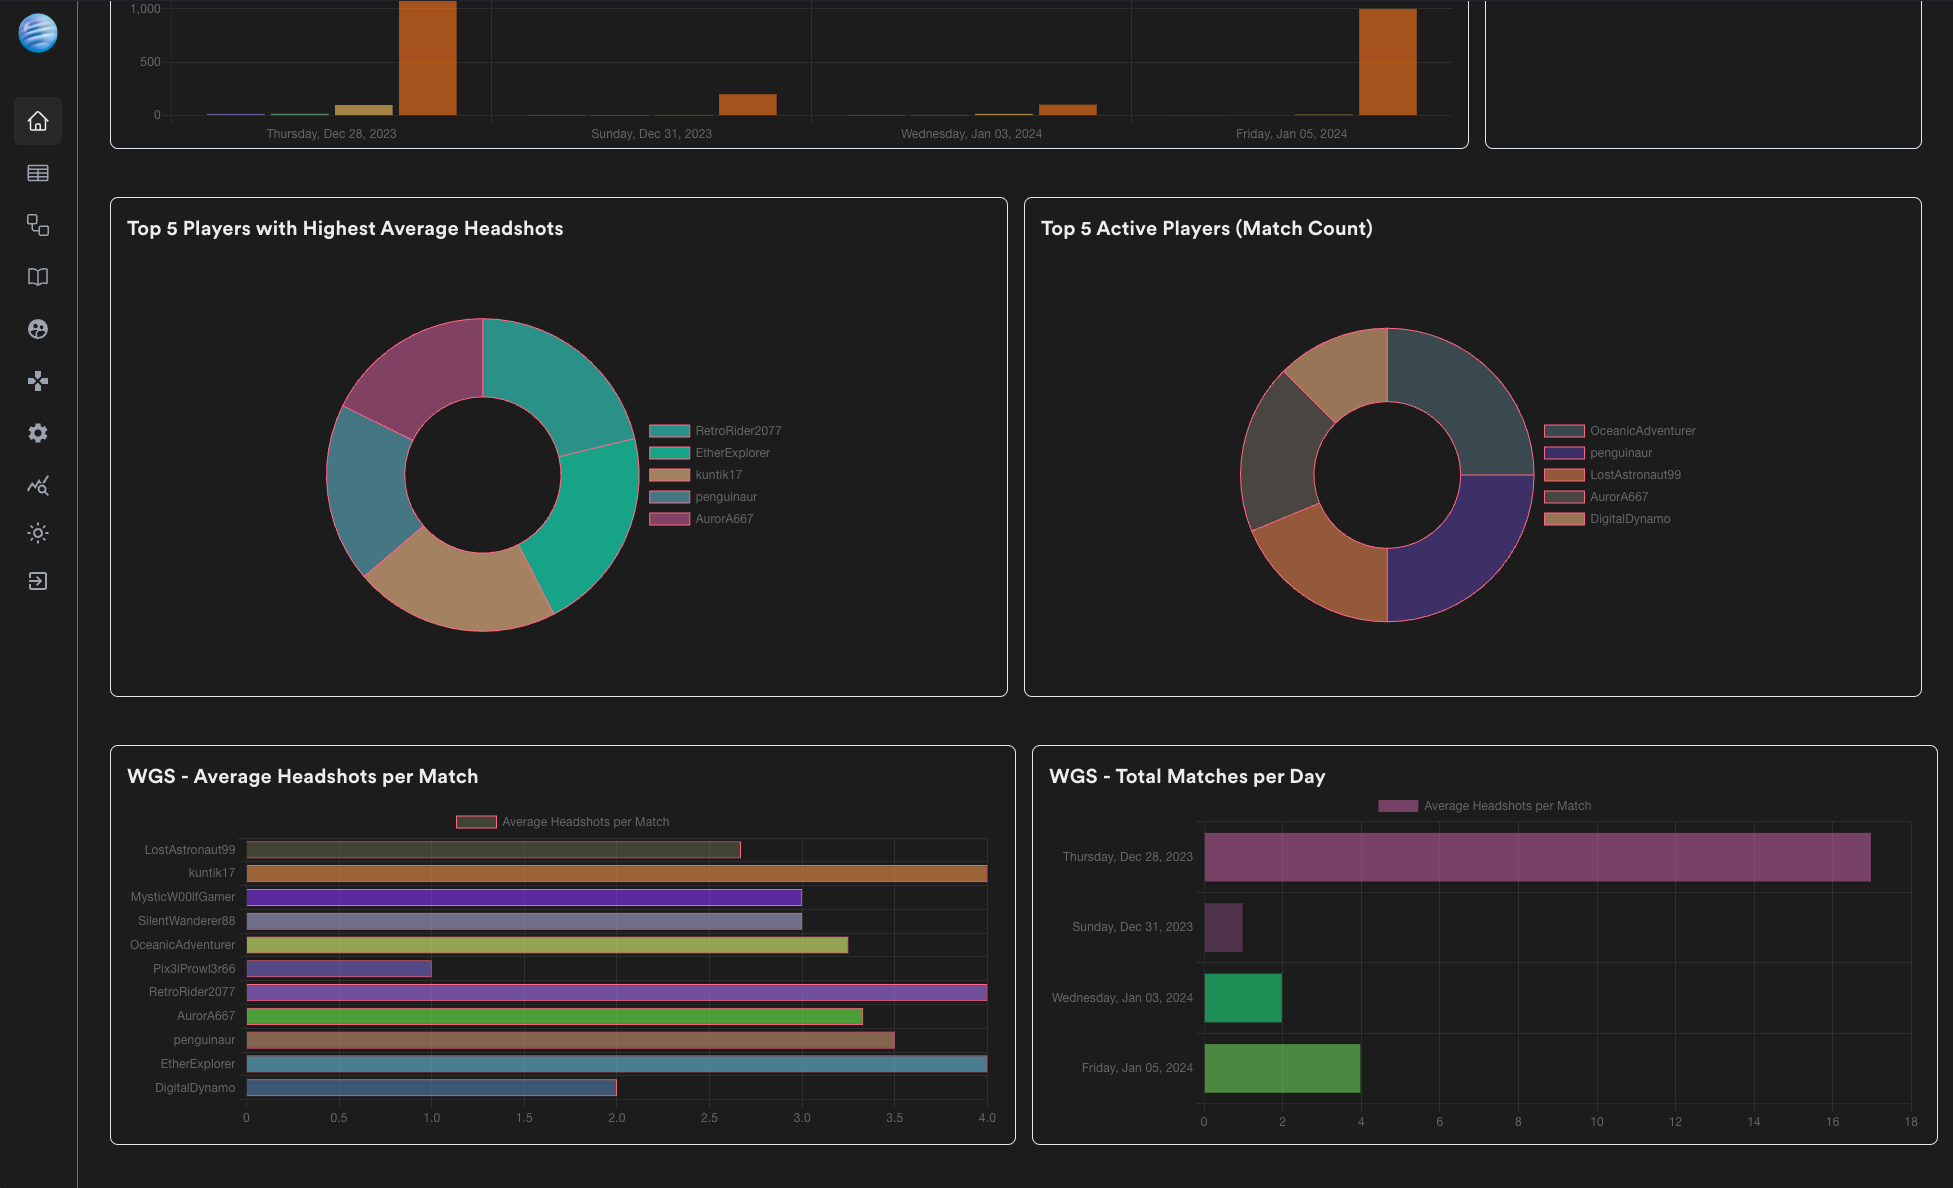 1,000
500
0
Thursday, Dec 28, 2023
Sunday, Dec 31, 2023
Wednesday, Jan 03, 2024
Friday, Jan 05, 2024
Top 5 Players with Highest Average Headshots
RetroRider2077
EtherExplorer
kuntik17
penguinaur
AurorA667
Top 5 Active Players (Match Count)
OceanicAdventurer
penguinaur
LostAstronaut99
AurorA667
DigitalDynamo
WGS - Average Headshots per Match
Average Headshots per Match
LostAstronaut99
kuntik17
MysticW00lfGamer
SilentWanderer88
OceanicAdventurer
Pix3lProwl3r66
RetroRider2077
AurorA667
penguinaur
EtherExplorer
DigitalDynamo
0 0.5 1.0 1.5 2.0 2.5 3.0 3.5 4.0
WGS - Total Matches per Day
Average Headshots per Match
Thursday, Dec 28, 2023
Sunday, Dec 31, 2023
Wednesday, Jan 03, 2024
Friday, Jan 05, 2024
0 2 4 6 8 10 12 14 16 18